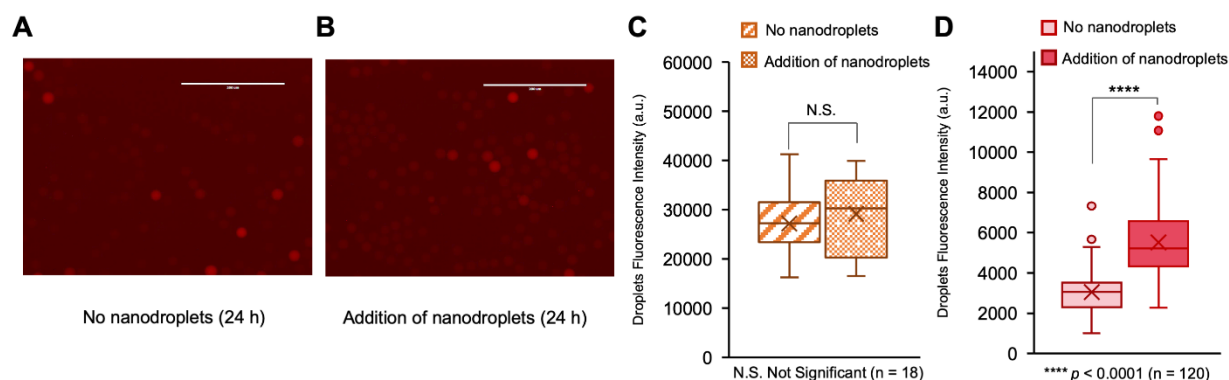 A
B
C
D
No nanodroplets (24 h)
Addition of nanodroplets (24 h)
No nanodroplets
Addition of nanodroplets
Droplets Fluorescence Intensity (a.u.)
60000
50000
40000
30000
20000
10000
0
N.S.
N.S. Not Significant (n = 18)
No nanodroplets
Addition of nanodroplets
Droplets Fluorescence Intensity (a.u.)
14000
12000
10000
8000
6000
4000
2000
0
****
**** p < 0.0001 (n = 120)